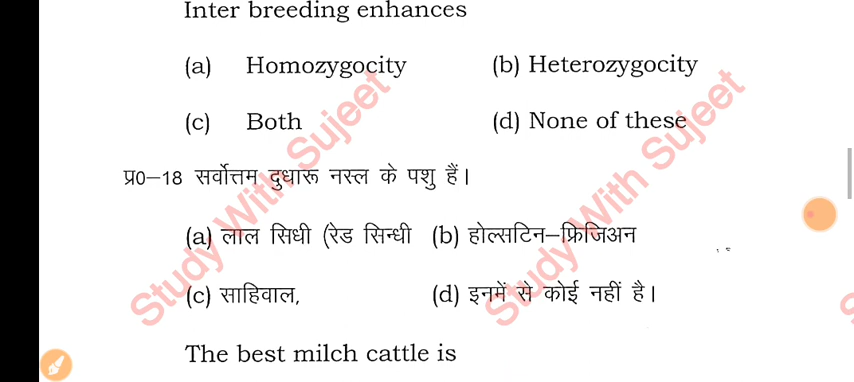 Inter breeding enhances
(a) Homozygocity (b) Heterozygocity
(c) Both (d) None of these
प्र0–18 सर्वोत्तम दुधारू नस्ल के पशु हैं।
(a) लाल सिधी (रेड सिन्धी (b) होल्सटिन–फ्रिजिअन
(c) साहिवाल, (d) इनमें से कोई नहीं है।
The best milch cattle is
Study With Sujeet
Study With Sujeet